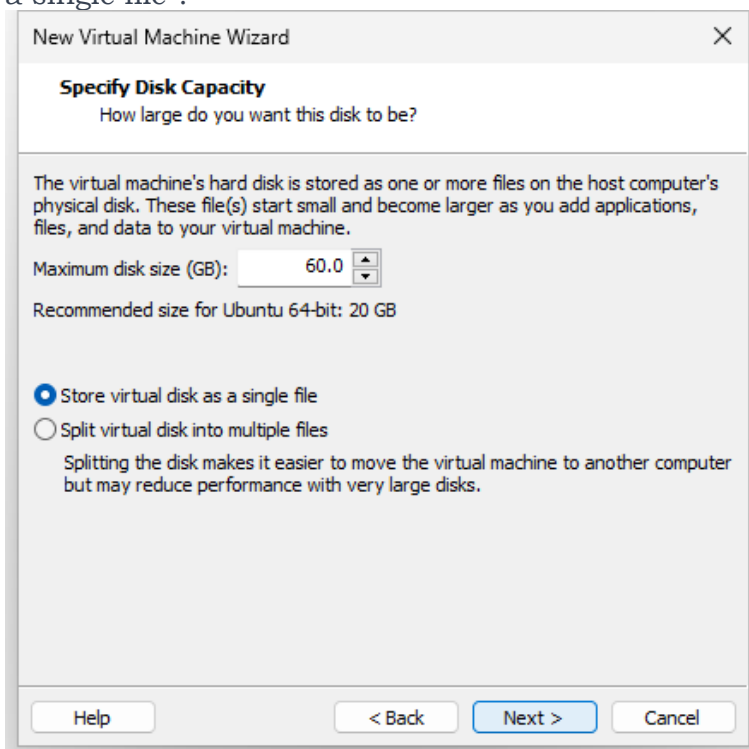 a single file".
New Virtual Machine Wizard
Specify Disk Capacity
How large do you want this disk to be?
The virtual machine's hard disk is stored as one or more files on the host computer's
physical disk. These file(s) start small and become larger as you add applications,
files, and data to your virtual machine.
Maximum disk size (GB): 60.0
Recommended size for Ubuntu 64-bit: 20 GB
Store virtual disk as a single file
Split virtual disk into multiple files
Splitting the disk makes it easier to move the virtual machine to another computer
but may reduce performance with very large disks.
Help < Back Next > Cancel